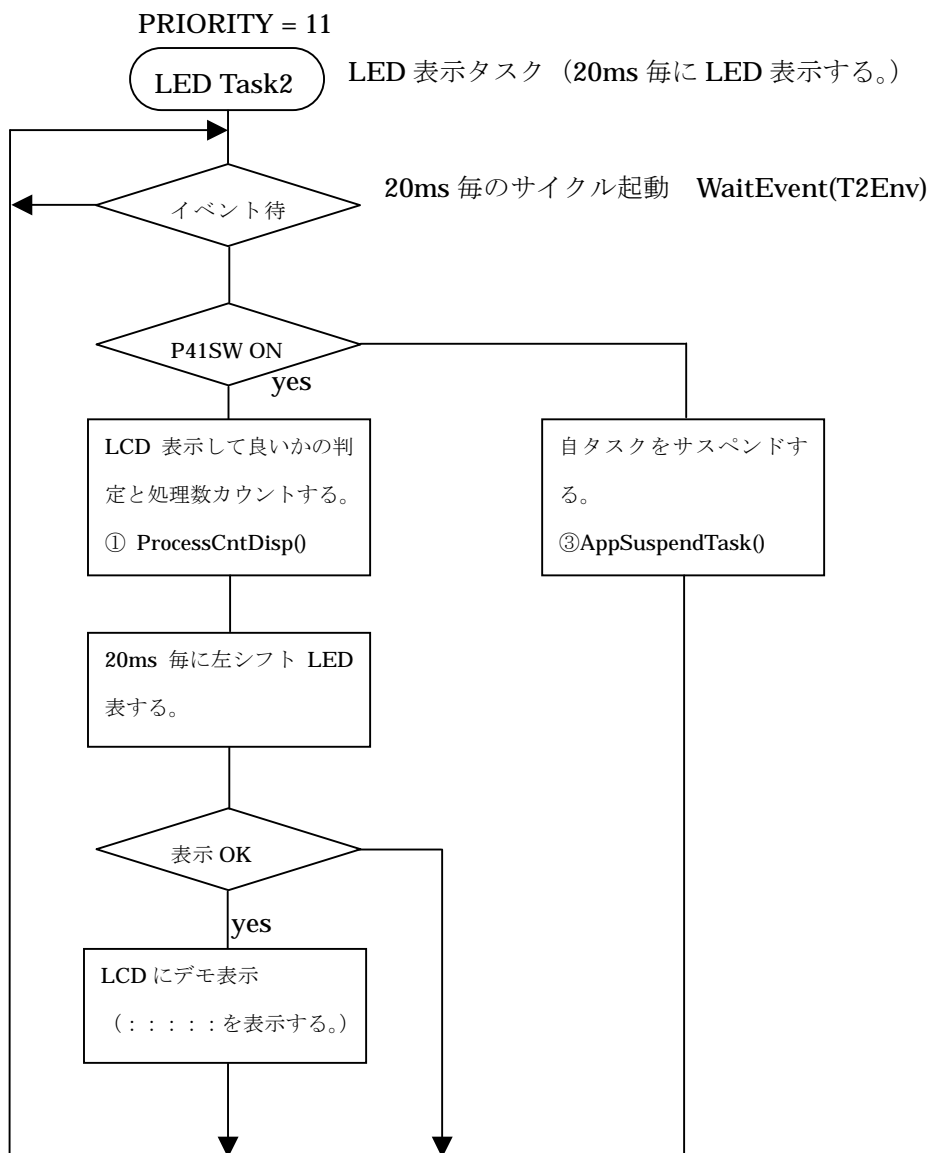 PRIORITY = 11
LED Task2
LED 表示タスク（20ms 毎に LED 表示する。）
イベント待
20ms 毎のサイクル起動　WaitEvent(T2Env)
P41SW ON
yes
LCD 表示して良いかの判
定と処理数カウントする。
① ProcessCntDisp()
自タスクをサスペンドす
る。
③AppSuspendTask()
20ms 毎に左シフト LED
表する。
表示 OK
yes
LCD にデモ表示
（：：：：：を表示する。）